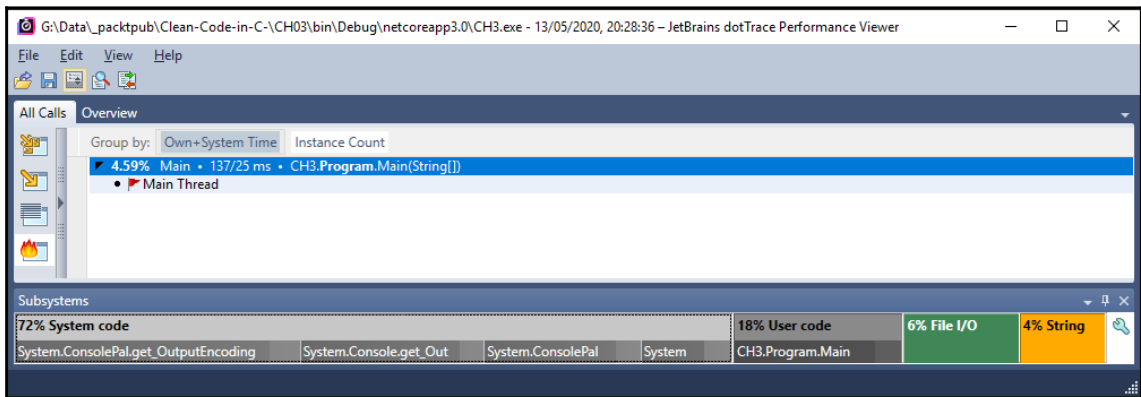 G:\Data\_packtpub\Clean-Code-in-C-\CH03\bin\Debug\netcoreapp3.0\CH3.exe - 13/05/2020, 20:28:36 – JetBrains dotTrace Performance Viewer
File Edit View Help
All Calls Overview
Group by: Own+System Time Instance Count
4.59% Main • 137/25 ms • CH3.Program.Main(String[])
Main Thread
Subsystems
72% System code 18% User code 6% File I/O 4% String
System.ConsolePal.get_OutputEncoding System.Console.get_Out System.ConsolePal System CH3.Program.Main